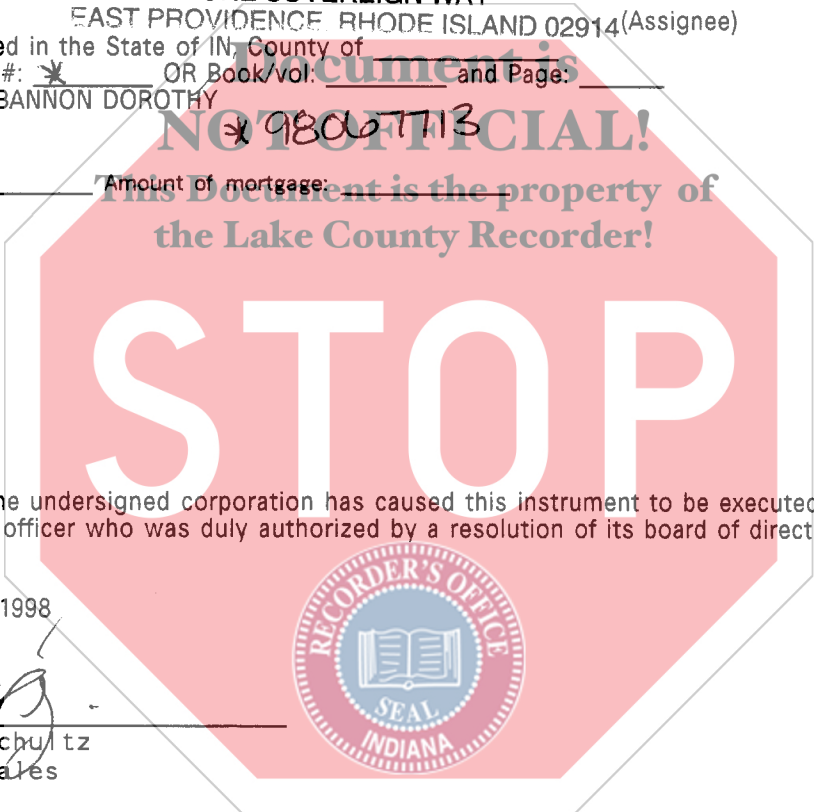 EAST PROVIDENCE, RHODE ISLAND 02914(Assignee)
ed in the State of IN, County of
#: * OR Book/vol: and Page:
BANNON DOROTHY
* 98067713
Amount of mortgage:
Document is
NOT OFFICIAL!
This Document is the property of
the Lake County Recorder!
STOP
he undersigned corporation has caused this instrument to be executed
officer who was duly authorized by a resolution of its board of direct
1998
chultz
ales
RECORDER'S OFFICE
SEAL
INDIANA